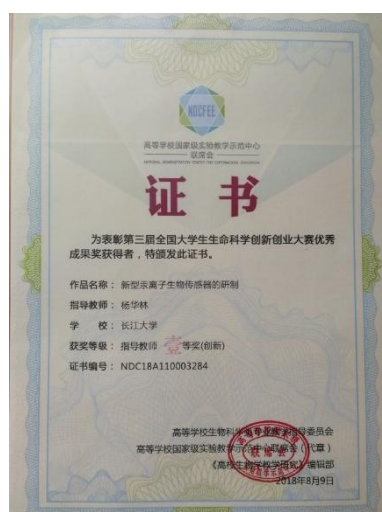 NDCFEE
高等学校国家级实验教学示范中心
联席会
证书
为表彰第三届全国大学生生命科学创新创业大赛优秀
成果奖获得者，特颁发此证书。
作品名称： 新型汞离子生物传感器的研制
指导教师： 杨华林
学 校： 长江大学
获奖等级： 指导教师 壹 等奖(创新)
证书编号： NDC18A110003284
高等学校生物科学类专业教学指导委员会
高等学校国家级实验教学示范中心联席会（代章）
《高校生物学教学研究》编辑部
2018年8月9日
联席会